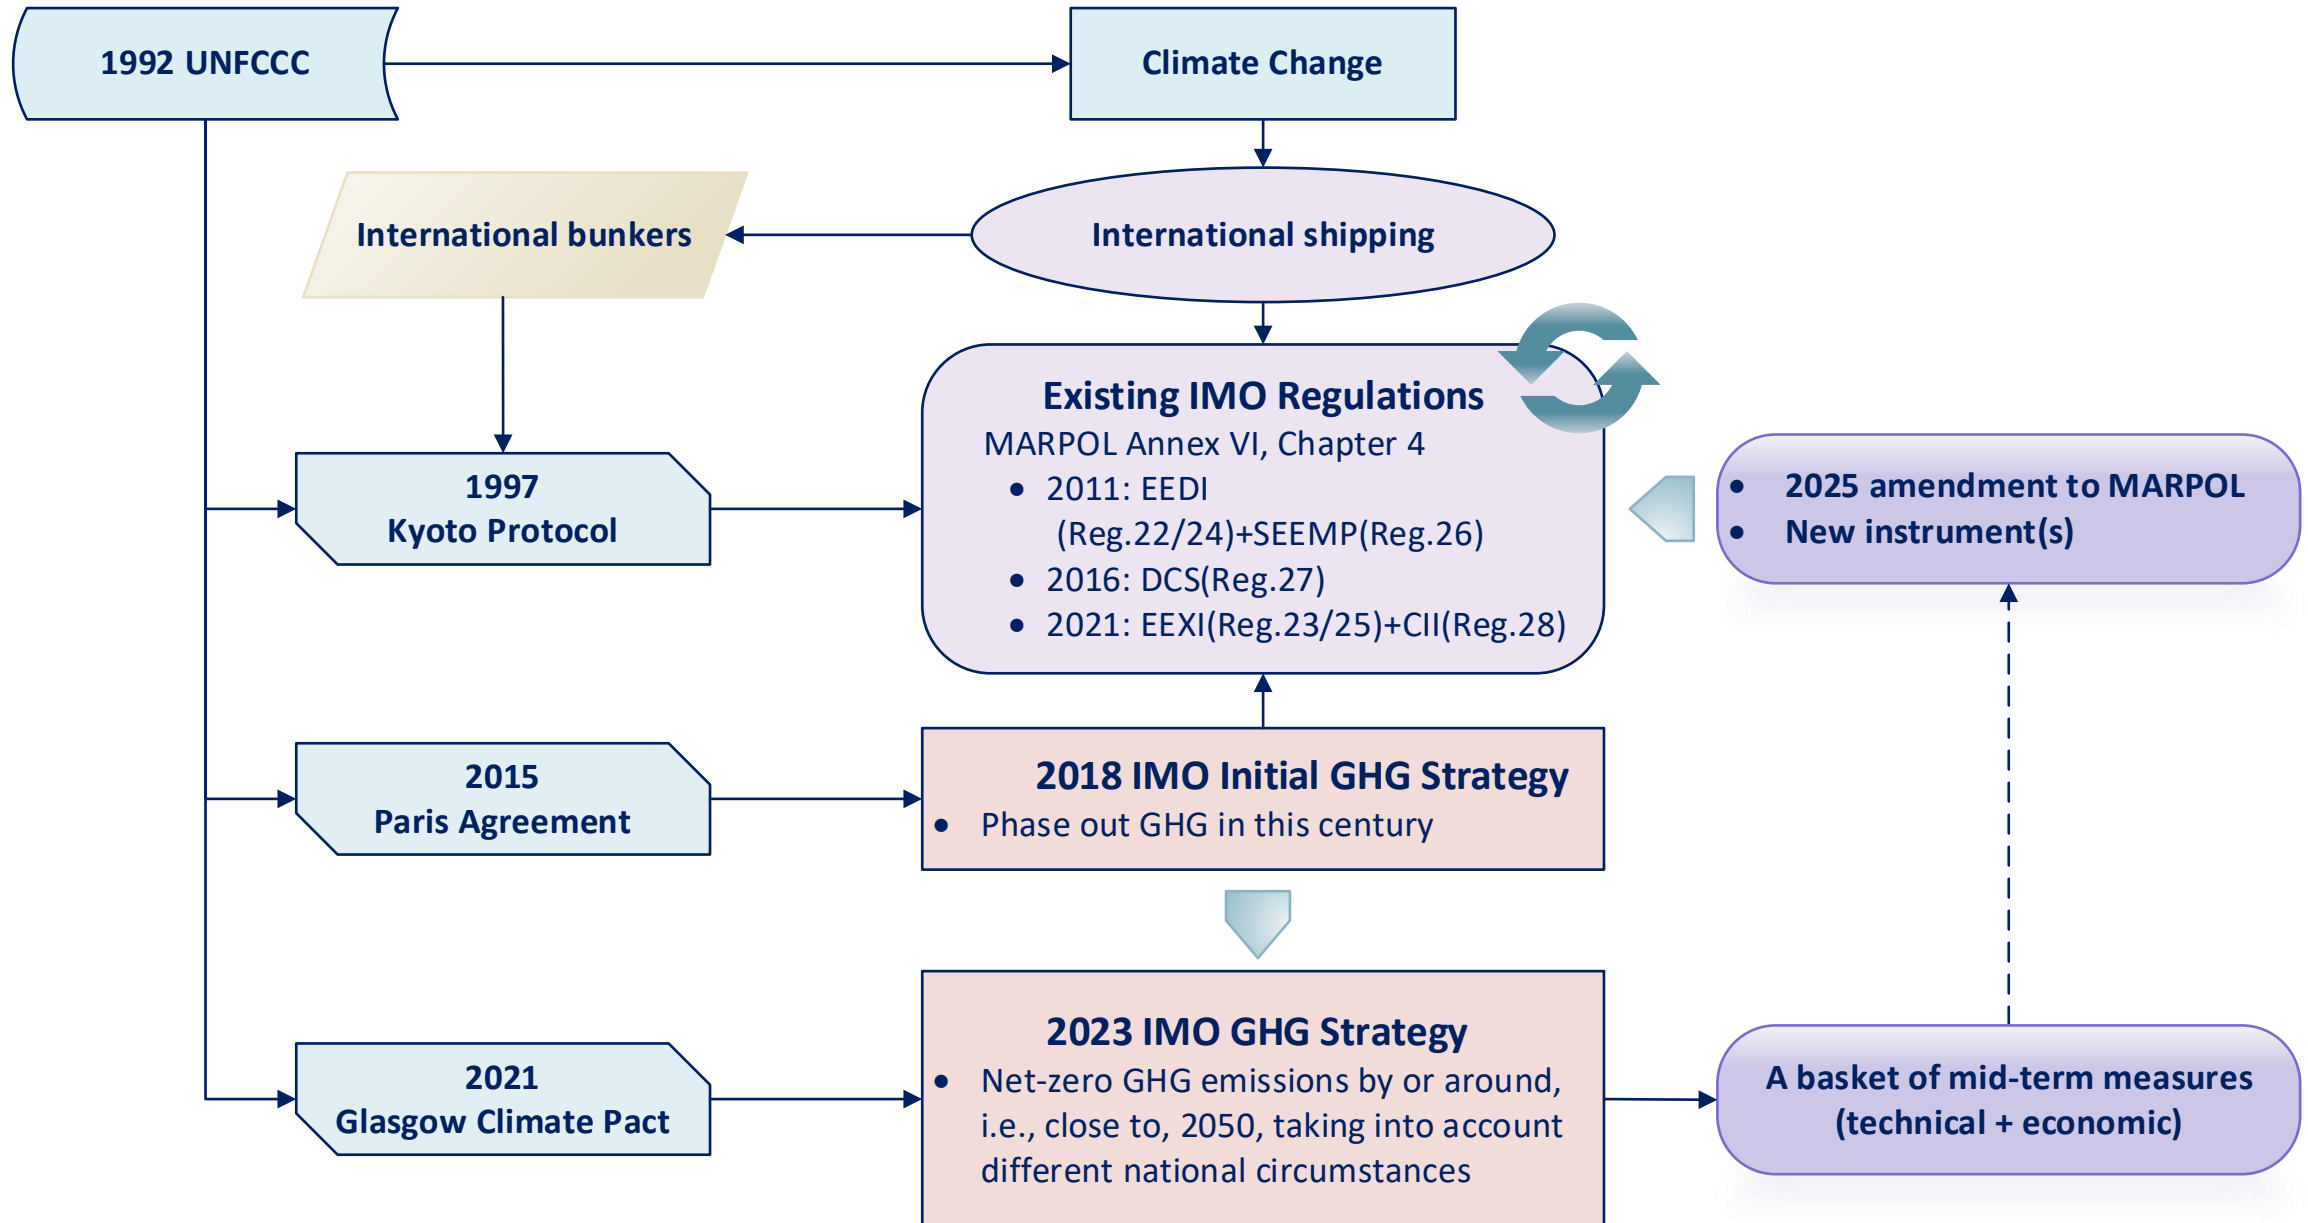 1992 UNFCCC
Climate Change
International bunkers
International shipping
Existing IMO Regulations
MARPOL Annex VI, Chapter 4
• 2011: EEDI
(Reg.22/24)+SEEMP(Reg.26)
• 2016: DCS(Reg.27)
• 2021: EEXI(Reg.23/25)+CII(Reg.28)
1997
Kyoto Protocol
• 2025 amendment to MARPOL
• New instrument(s)
2015
Paris Agreement
2018 IMO Initial GHG Strategy
• Phase out GHG in this century
2021
Glasgow Climate Pact
2023 IMO GHG Strategy
• Net-zero GHG emissions by or around,
i.e., close to, 2050, taking into account
different national circumstances
A basket of mid-term measures
(technical + economic)